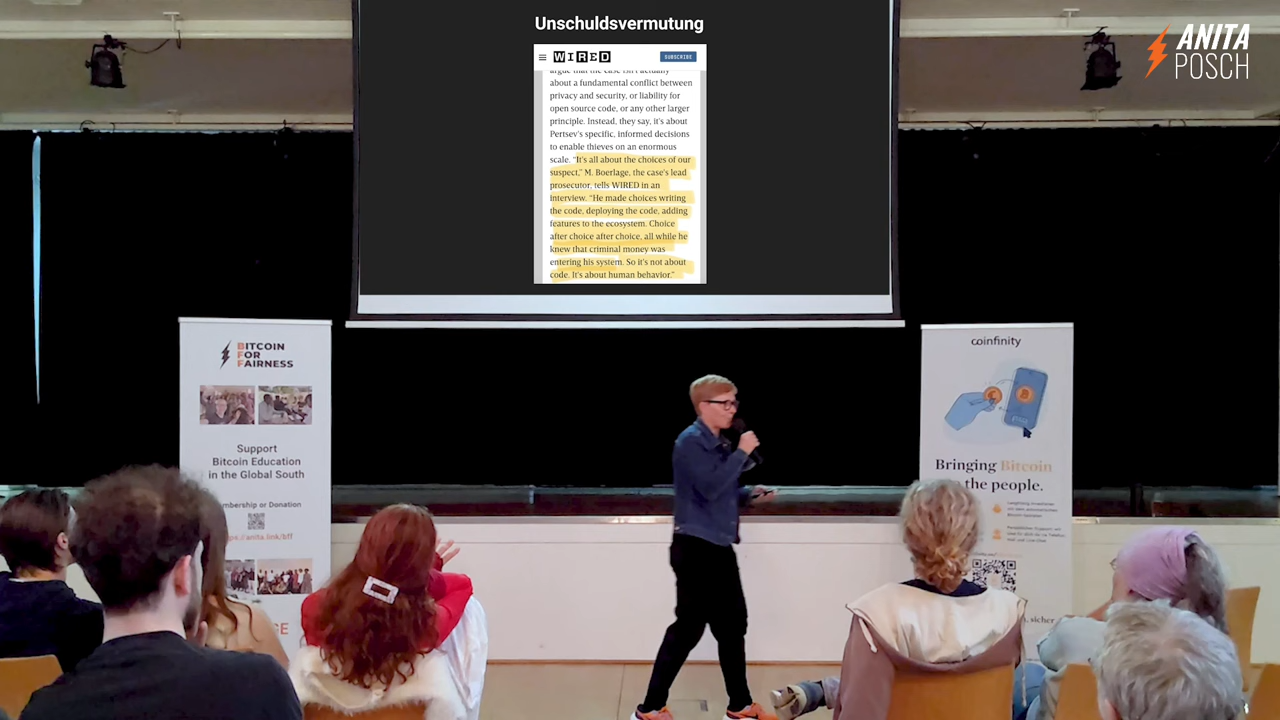 Unschuldsvermutung
WIRED
SUBSCRIBE
argue that the case isn't actually
about a fundamental conflict between
privacy and security, or liability for
open source code, or any other larger
principle. Instead, they say, it's about
Pertsev's specific, informed decisions
to enable thieves on an enormous
scale. "It's all about the choices of our
suspect," M. Boerlage, the case's lead
prosecutor, tells WIRED in an
interview. "He made choices writing
the code, deploying the code, adding
features to the ecosystem. Choice
after choice after choice, all while he
knew that criminal money was
entering his system. So it's not about
code. It's about human behavior."
ANITA
POSCH
BITCOIN
FOR
FAIRNESS
Support
Bitcoin Education
in the Global South
or Donation
anita.link/bff
coinfinity
Bringing Bitcoin
the people.
sicher